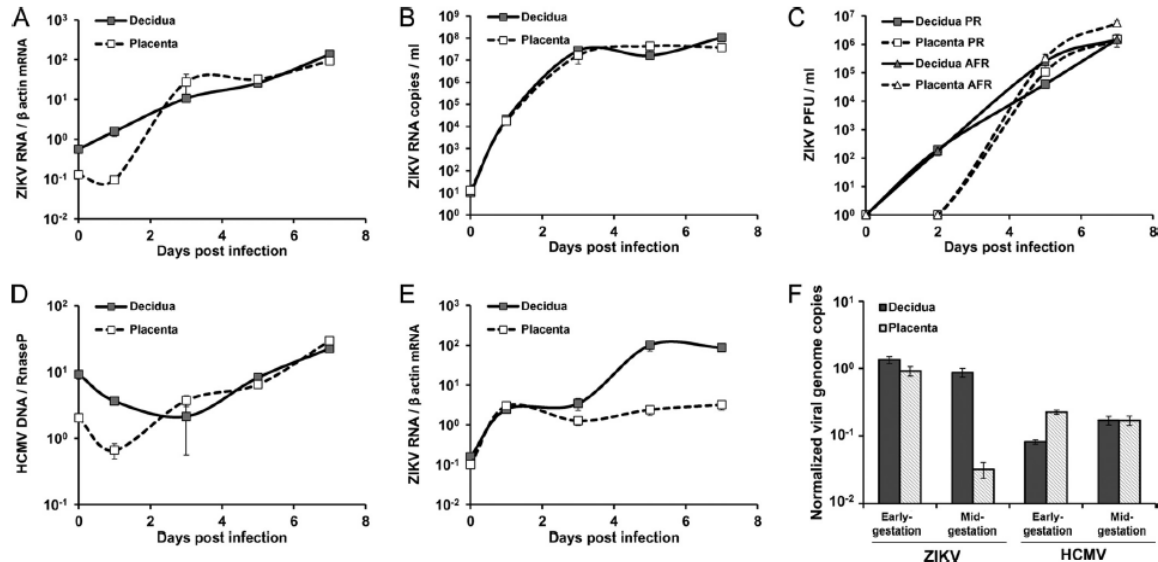 A
Decidua
Placenta
ZIKV RNA / β actin mRNA
10³
10²
10¹
10⁰
10⁻¹
10⁻²
0 2 4 6 8
Days post infection
B
Decidua
Placenta
ZIKV RNA copies / ml
10⁹
10⁸
10⁷
10⁶
10⁵
10⁴
10³
10²
10¹
10⁰
0 2 4 6 8
Days post infection
C
Decidua PR
Placenta PR
Decidua AFR
Placenta AFR
ZIKV PFU / ml
10⁷
10⁶
10⁵
10⁴
10³
10²
10¹
10⁰
0 2 4 6 8
Days post infection
D
Decidua
Placenta
HCMV DNA / RnaseP
10²
10¹
10⁰
10⁻¹
0 2 4 6 8
Days post infection
E
Decidua
Placenta
ZIKV RNA / β actin mRNA
10³
10²
10¹
10⁰
10⁻¹
10⁻²
0 2 4 6 8
Days post infection
F
Decidua
Placenta
Normalized viral genome copies
10¹
10⁰
10⁻¹
10⁻²
Early-gestation Mid-gestation Early-gestation Mid-gestation
ZIKV HCMV